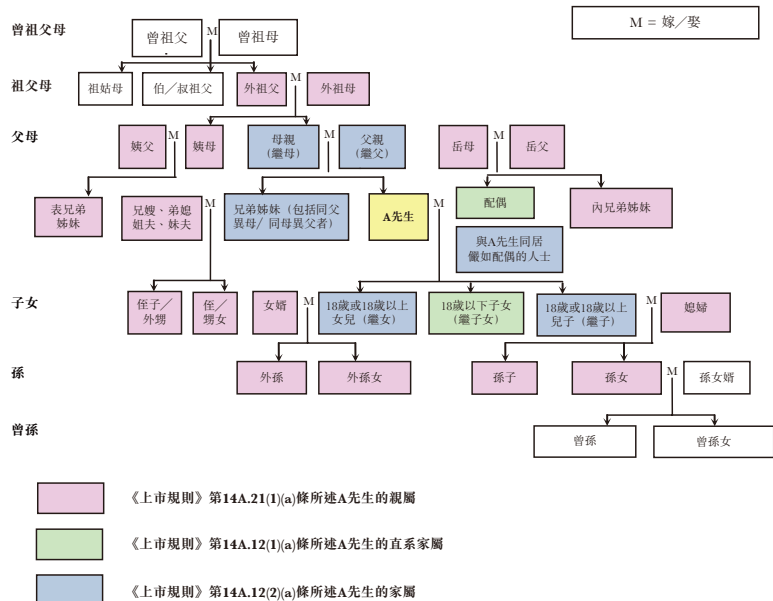 M = 嫁／娶
曾祖父母
曾祖父
M
曾祖母
祖父母
祖姑母
伯／叔祖父
外祖父
M
外祖母
父母
姨父
M
姨母
母親
(繼母)
M
父親
(繼父)
岳母
M
岳父
表兄弟
姊妹
兄嫂、弟媳
姐夫、妹夫
M
兄弟姊妹（包括同父
異母/ 同母異父者）
A先生
M
配偶
內兄弟姊妹
與A先生同居
儼如配偶的人士
子女
侄子／
外甥
侄／
甥女
女婿
M
18歲或18歲以上
女兒（繼女）
18歲以下子女
（繼子女）
18歲或18歲以上
兒子（繼子）
M
媳婦
孫
外孫
外孫女
孫子
孫女
M
孫女婿
曾孫
曾孫
曾孫女
《上市規則》第14A.21(1)(a)條所述A先生的親屬
《上市規則》第14A.12(1)(a)條所述A先生的直系家屬
《上市規則》第14A.12(2)(a)條所述A先生的家屬